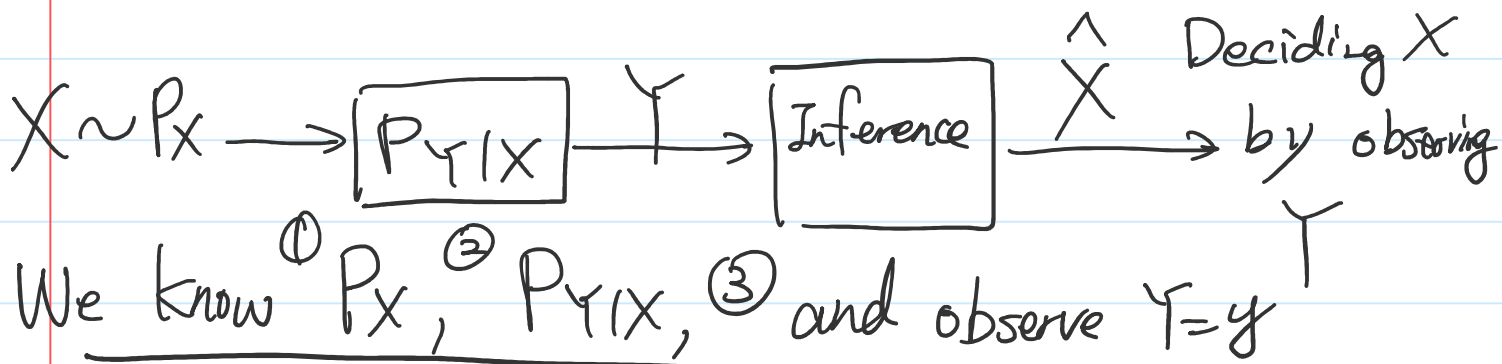 X ~ P_X → P_{Y|X} Y → Inference X̂ → Deciding X
by observing
Y
We know ① P_X, ② P_{Y|X}, ③ and observe Y=y